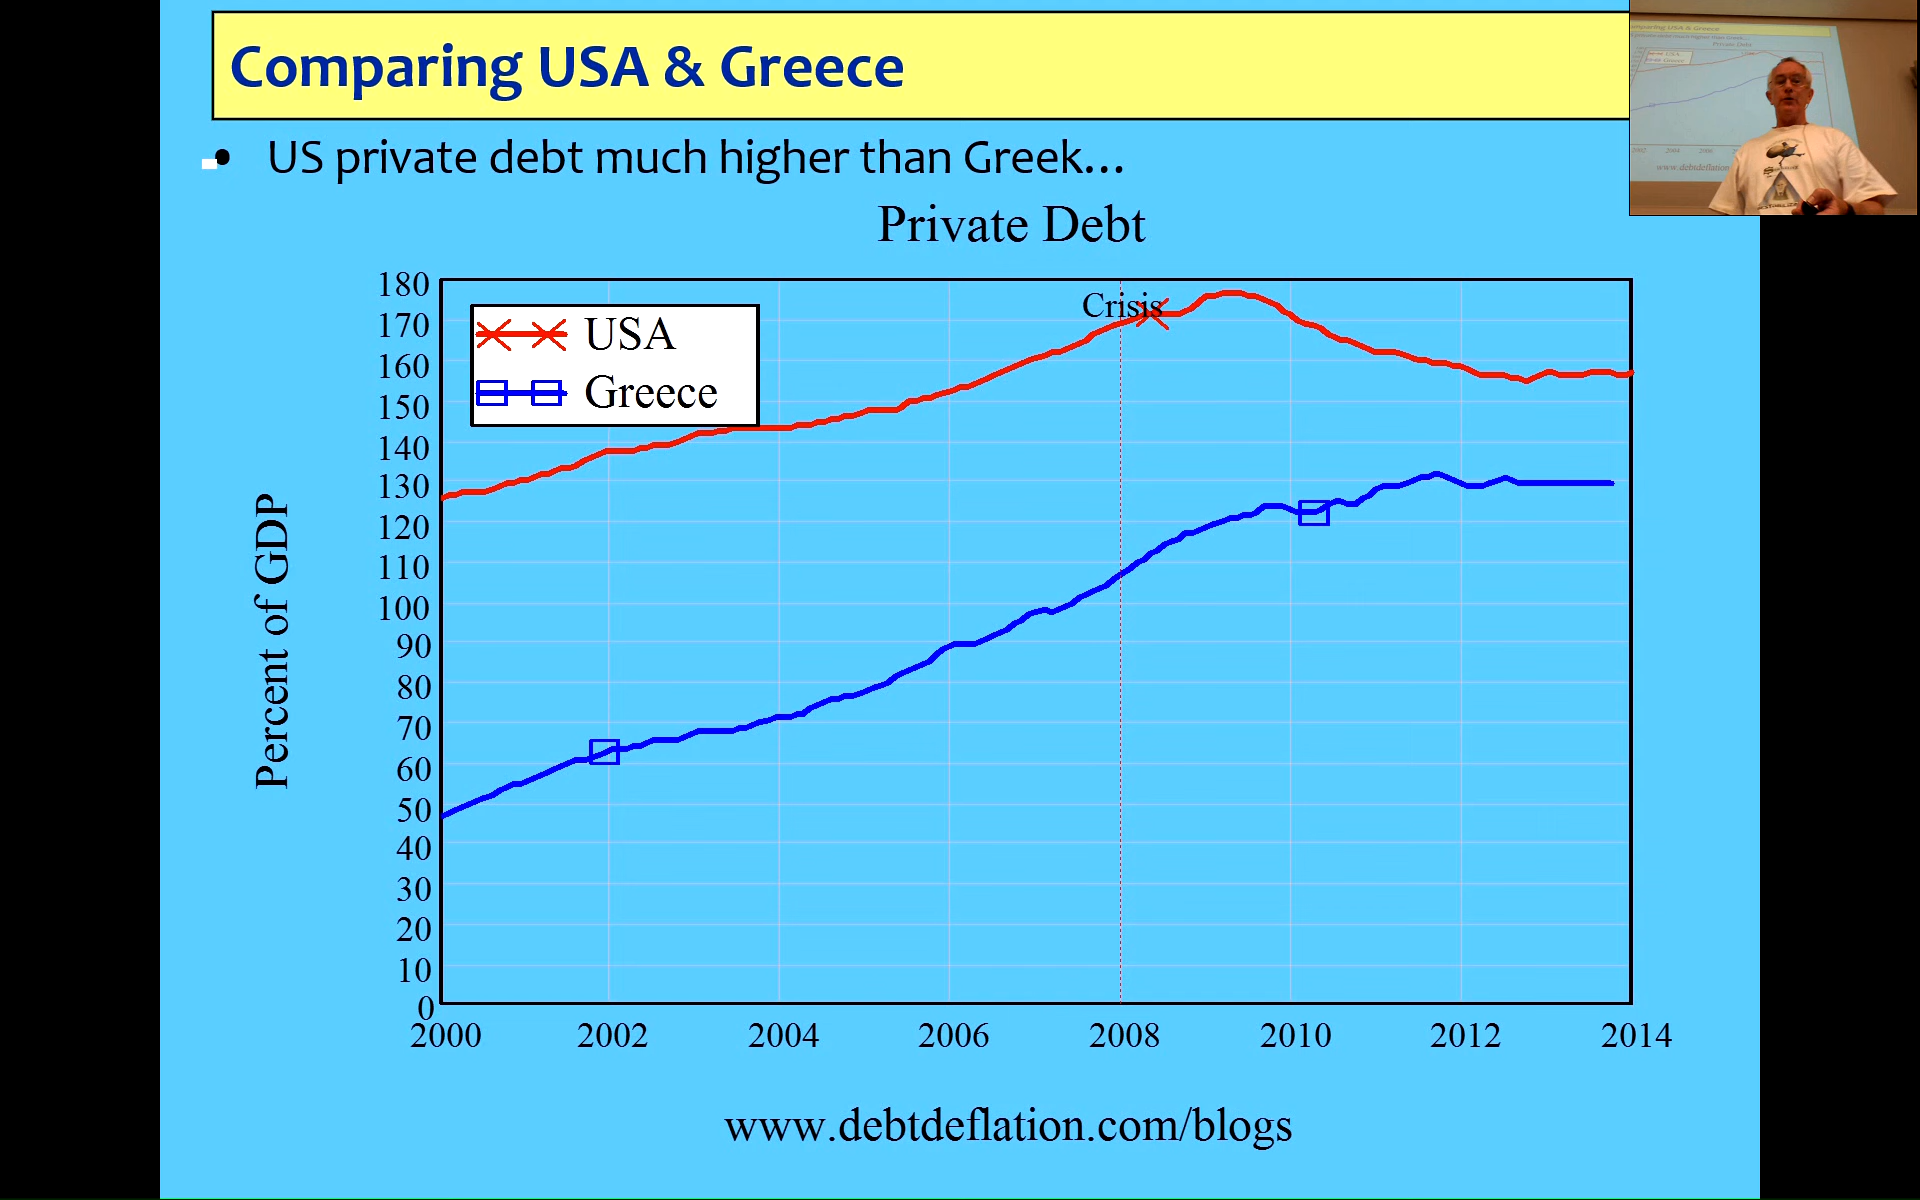 Comparing USA & Greece
• US private debt much higher than Greek…
Private Debt
180
170
160
150
140
130
120
110
100
90
80
70
60
50
40
30
20
10
0
Percent of GDP
USA
Greece
Crisis
2000 2002 2004 2006 2008 2010 2012 2014
www.debtdeflation.com/blogs